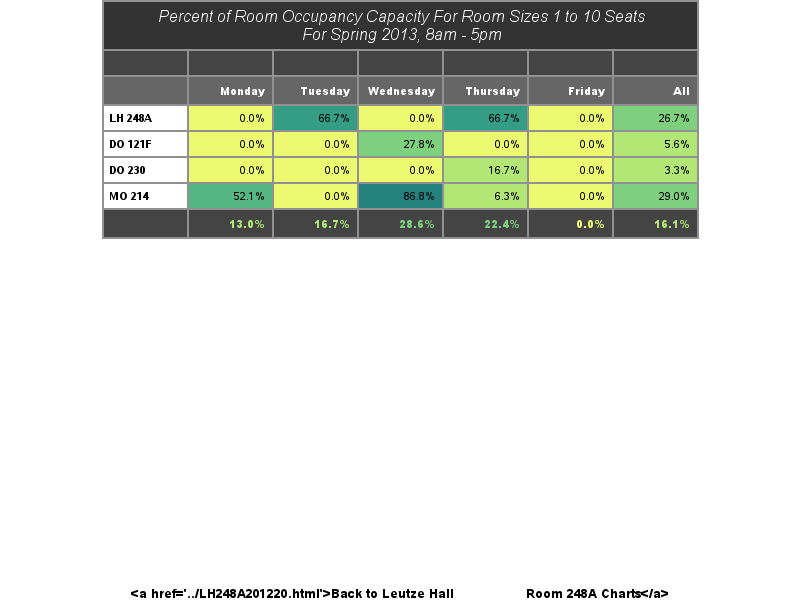 Percent of Room Occupancy Capacity For Room Sizes 1 to 10 Seats
For Spring 2013, 8am - 5pm
Monday Tuesday Wednesday Thursday Friday All
LH 248A 0.0% 66.7% 0.0% 66.7% 0.0% 26.7%
DO 121F 0.0% 0.0% 27.8% 0.0% 0.0% 5.6%
DO 230 0.0% 0.0% 0.0% 16.7% 0.0% 3.3%
MO 214 52.1% 0.0% 86.8% 6.3% 0.0% 29.0%
13.0% 16.7% 28.6% 22.4% 0.0% 16.1%
<a href='../LH248A201220.html'>Back to Leutze Hall Room 248A Charts</a>